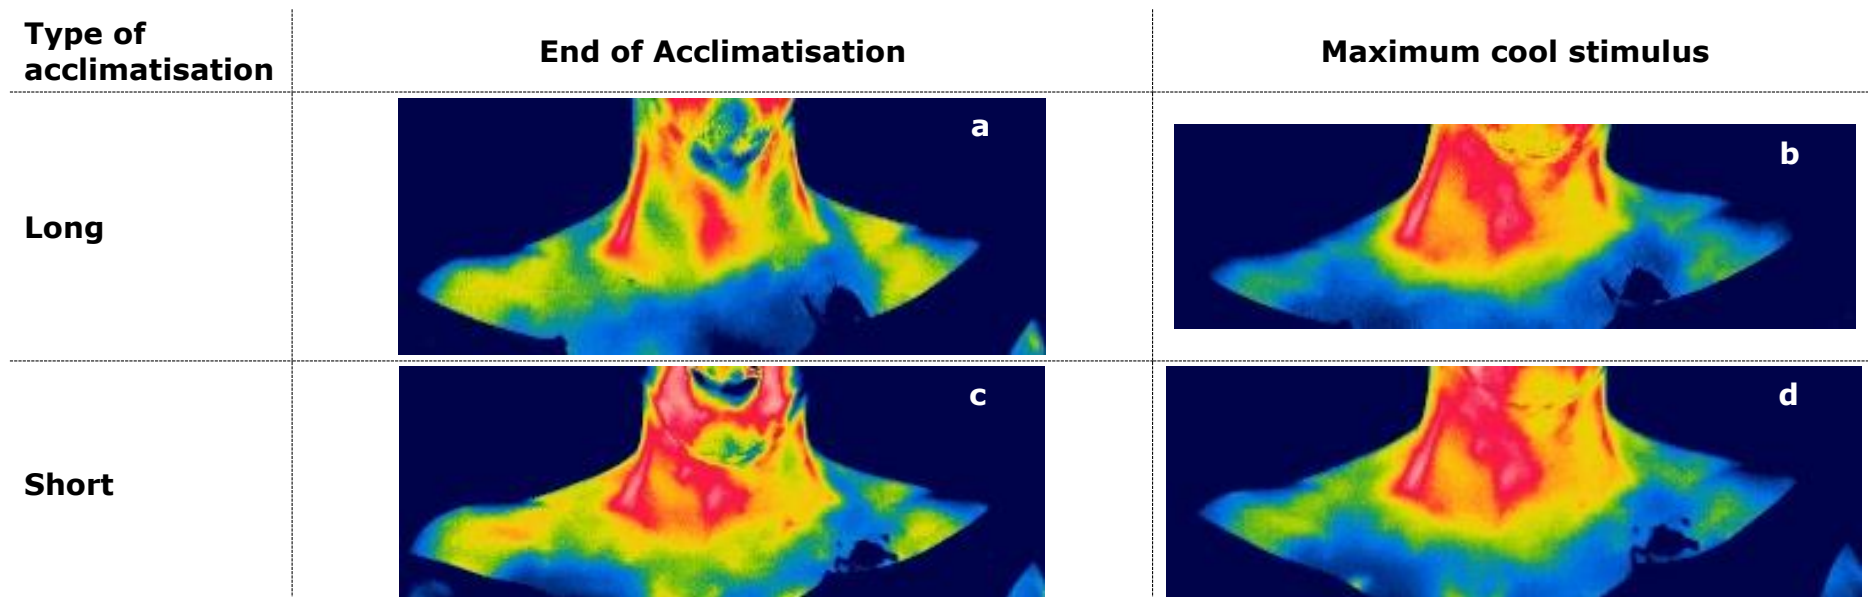 Type of
acclimatisation
End of Acclimatisation
Maximum cool stimulus
Long
a
b
Short
c
d